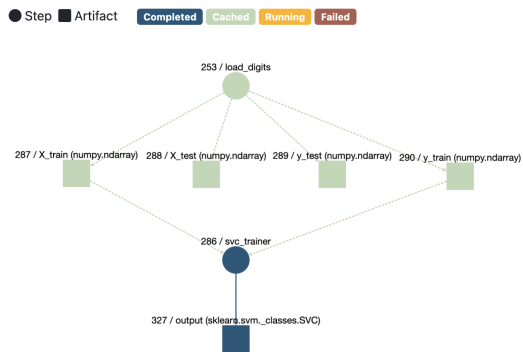 Step Artifact Completed Cached Running Failed
253 / load_digits
287 / X_train (numpy.ndarray) 288 / X_test (numpy.ndarray) 289 / y_test (numpy.ndarray) 290 / y_train (numpy.ndarray)
286 / svc_trainer
327 / output (sklearn.svm._classes.SVC)